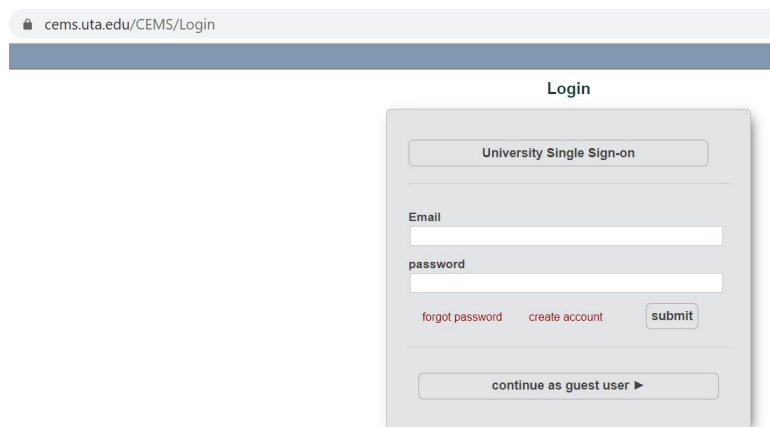 cems.uta.edu/CEMS/Login
Login
University Single Sign-on
Email
password
forgot password create account submit
continue as guest user ►